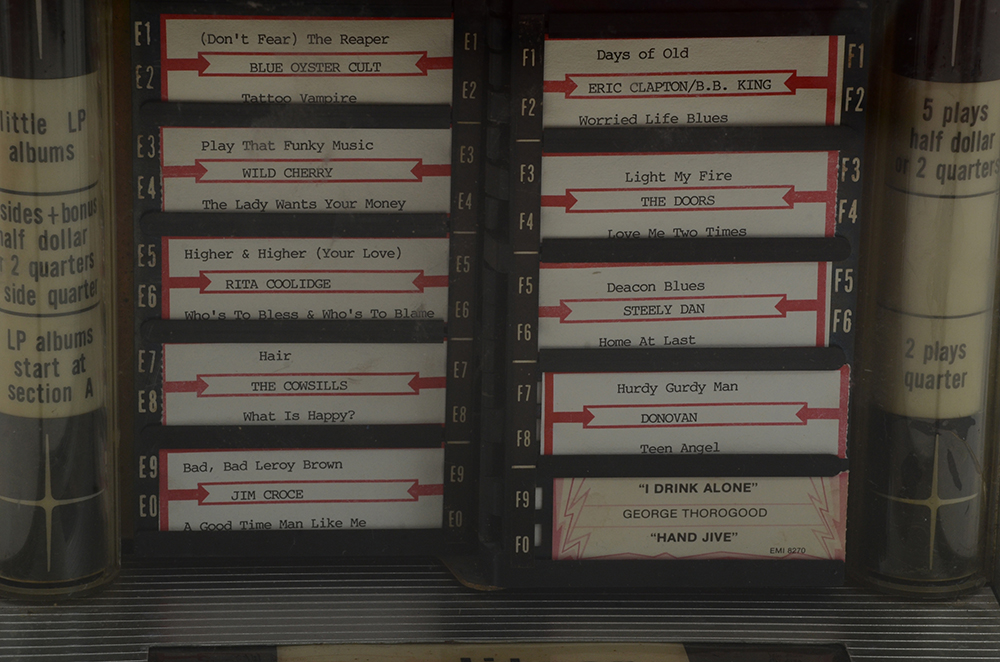 little LP
albums
sides + bonus
half dollar
2 quarters
side quarter
LP albums
start at
section A
E1
(Don't Fear) The Reaper
E1
E2
BLUE OYSTER CULT
E2
Tattoo Vampire
E3
Play That Funky Music
E3
WILD CHERRY
E4
The Lady Wants Your Money
E4
E5
Higher & Higher (Your Love)
E5
E6
RITA COOLIDGE
E6
Who's To Bless & Who's To Blame
E7
Hair
E7
THE COWSILLS
E8
What Is Happy?
E8
E9
Bad, Bad Leroy Brown
E9
E0
JIM CROCE
E0
A Good Time Man Like Me
F1
Days of Old
F1
ERIC CLAPTON/B.B. KING
F2
Worried Life Blues
F2
F3
Light My Fire
F3
THE DOORS
F4
Love Me Two Times
F4
F5
Deacon Blues
F5
STEELY DAN
F6
Home At Last
F6
F7
Hurdy Gurdy Man
DONOVAN
F8
Teen Angel
F9
"I DRINK ALONE"
GEORGE THOROGOOD
F0
"HAND JIVE"
EMI 8270
5 plays
half dollar
or 2 quarters
2 plays
quarter